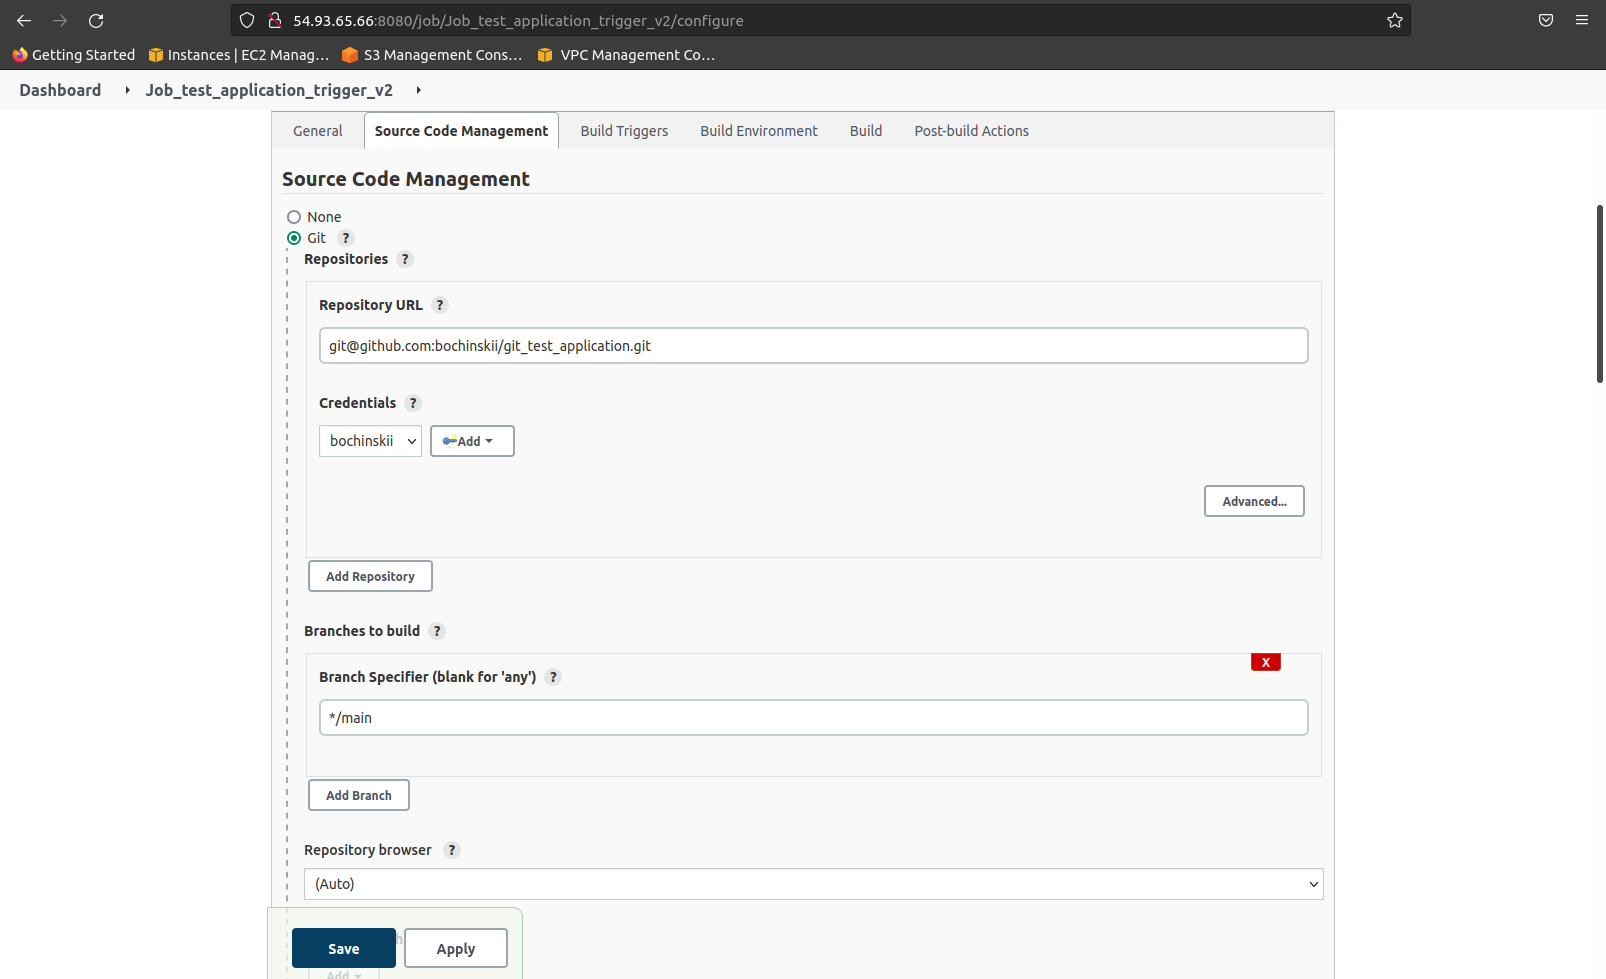 54.93.65.66:8080/job/Job_test_application_trigger_v2/configure
Getting Started Instances | EC2 Manag… S3 Management Cons… VPC Management Co…
Dashboard Job_test_application_trigger_v2
General Source Code Management Build Triggers Build Environment Build Post-build Actions
Source Code Management
None
Git ?
Repositories ?
Repository URL ?
git@github.com:bochinskii/git_test_application.git
Credentials ?
bochinskii Add
Advanced...
Add Repository
Branches to build ?
X
Branch Specifier (blank for 'any') ?
*/main
Add Branch
Repository browser ?
(Auto)
Save Apply
Add